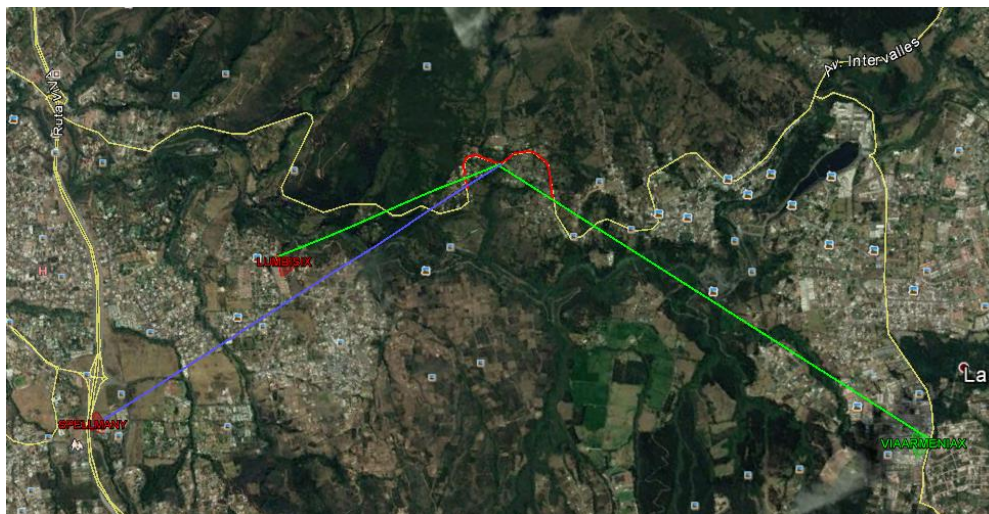 Av. Intervalles
Ruta VIVA
LUMBISIX
La
SPELLMANY
VIAARMENIAX